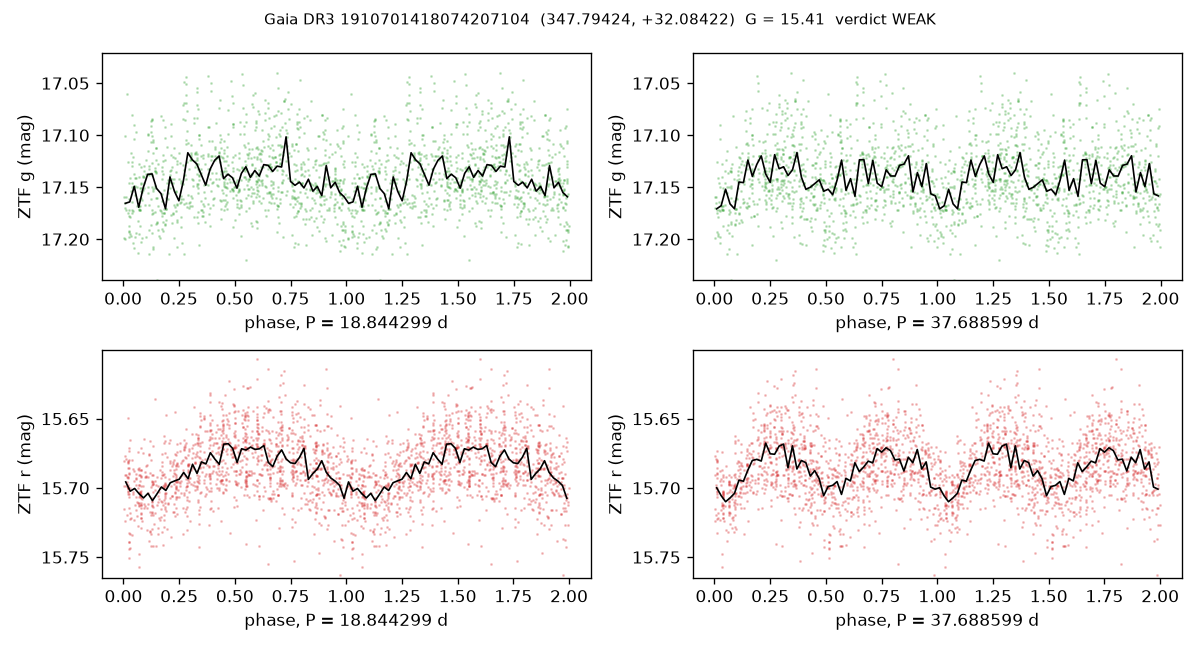 Gaia DR3 1910701418074207104  (347.79424, +32.08422)  G = 15.41  verdict WEAK
ZTF g (mag)
17.05
17.10
17.15
17.20
0.00 0.25 0.50 0.75 1.00 1.25 1.50 1.75 2.00
phase, P = 18.844299 d
ZTF g (mag)
17.05
17.10
17.15
17.20
0.00 0.25 0.50 0.75 1.00 1.25 1.50 1.75 2.00
phase, P = 37.688599 d
ZTF r (mag)
15.65
15.70
15.75
0.00 0.25 0.50 0.75 1.00 1.25 1.50 1.75 2.00
phase, P = 18.844299 d
ZTF r (mag)
15.65
15.70
15.75
0.00 0.25 0.50 0.75 1.00 1.25 1.50 1.75 2.00
phase, P = 37.688599 d